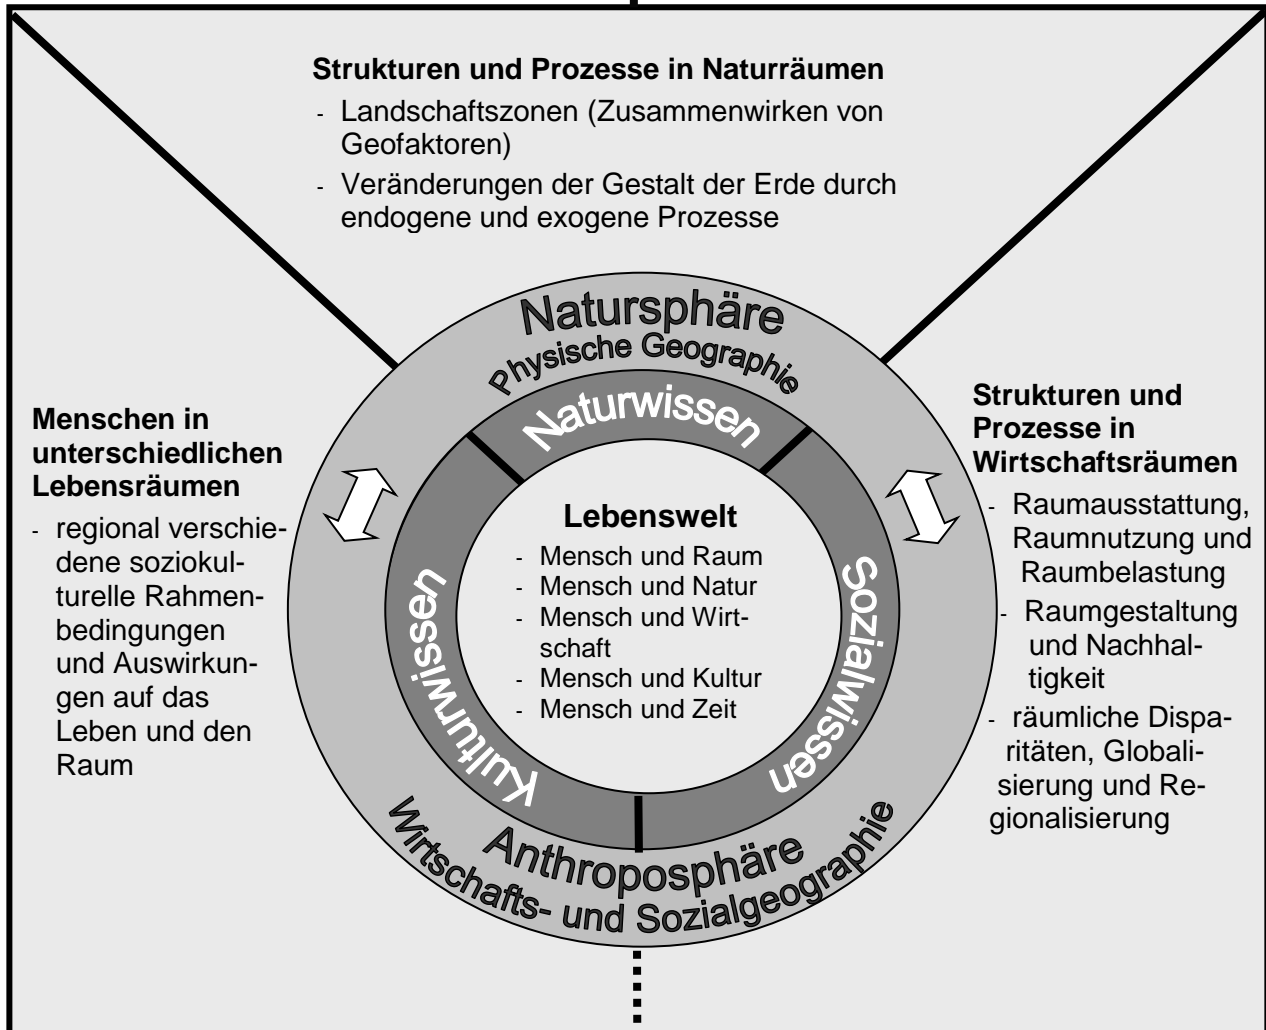 Strukturen und Prozesse in Naturräumen
- Landschaftszonen (Zusammenwirken von
Geofaktoren)
- Veränderungen der Gestalt der Erde durch
endogene und exogene Prozesse
Natursphäre
Physische Geographie
Naturwissen
Menschen in
unterschiedlichen
Lebensräumen
- regional verschie-
dene soziokul-
turelle Rahmen-
bedingungen
und Auswirkun-
gen auf das
Leben und den
Raum
Kulturwissen
Lebenswelt
- Mensch und Raum
- Mensch und Natur
- Mensch und Wirt-
schaft
- Mensch und Kultur
- Mensch und Zeit
Sozialwissen
Strukturen und
Prozesse in
Wirtschaftsräumen
- Raumausstattung,
Raumnutzung und
Raumbelastung
- Raumgestaltung
und Nachhal-
tigkeit
- räumliche Dispa-
ritäten, Globali-
sierung und Re-
gionalisierung
Anthroposphäre
Wirtschafts- und Sozialgeographie